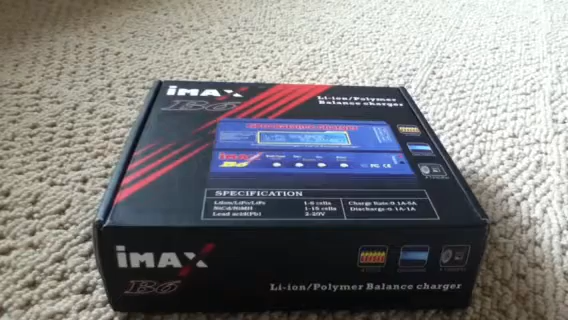 iMAX
B6
Li-ion/Polymer
Balance charger
iMAX
B6
SPECIFICATION
LiIon/LiPo/LiFe 1-6 cells
NiCd/NiMH 1-15 cells
Lead acid(Pb) 2-20V
Charge Rate:0.1A-5A
Discharge:0.1A-1A
iMAX
B6
Li-ion/Polymer Balance charger